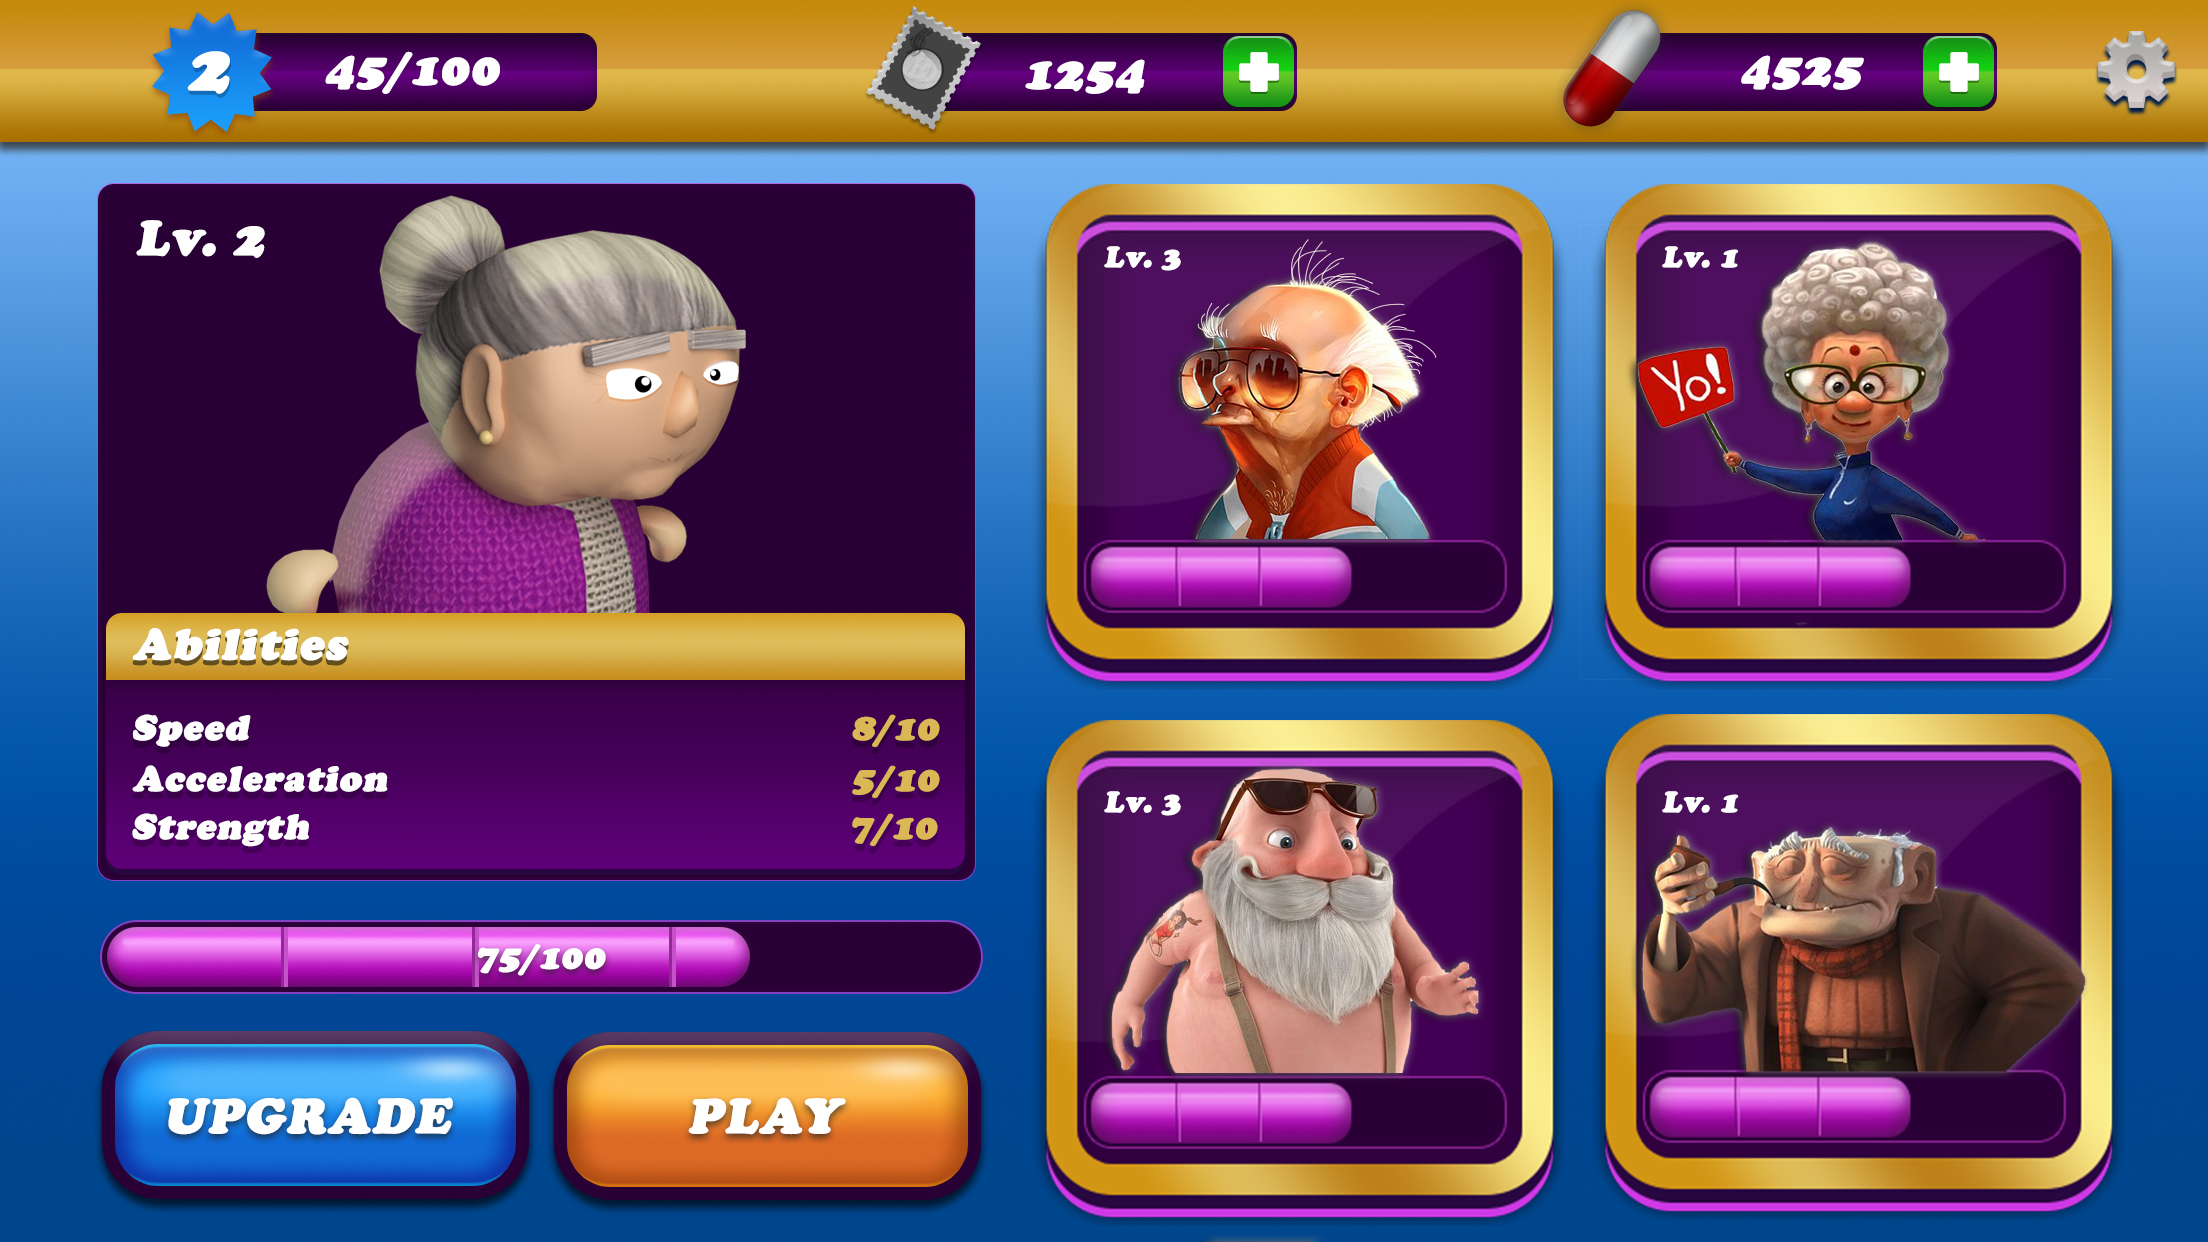 2
45/100
1254
4525
Lv. 2
Abilities
Speed 8/10
Acceleration 5/10
Strength 7/10
75/100
UPGRADE
PLAY
Lv. 3
Lv. 1
Yo!
Lv. 3
Lv. 1